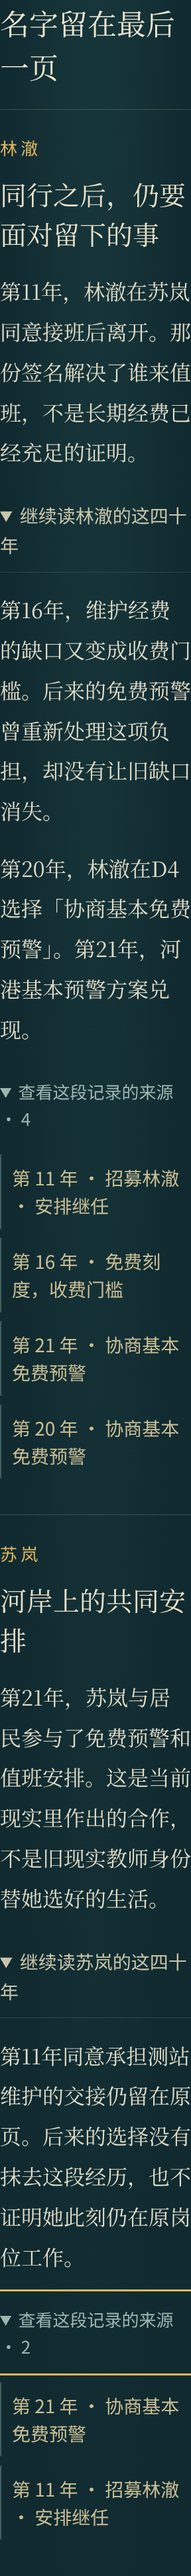 名字留在最后
一页
林澈
同行之后，仍要
面对留下的事
第11年，林澈在苏岚
同意接班后离开。那
份签名解决了谁来值
班，不是长期经费已
经充足的证明。
▼ 继续读林澈的这四十
年
第16年，维护经费
的缺口又变成收费门
槛。后来的免费预警
曾重新处理这项负
担，却没有让旧缺口
消失。
第20年，林澈在D4
选择「协商基本免费
预警」。第21年，河
港基本预警方案兑
现。
▼ 查看这段记录的来源
· 4
第 11 年 · 招募林澈
· 安排继任
第 16 年 · 免费刻
度，收费门槛
第 21 年 · 协商基本
免费预警
第 20 年 · 协商基本
免费预警
苏岚
河岸上的共同安
排
第21年，苏岚与居
民参与了免费预警和
值班安排。这是当前
现实里作出的合作，
不是旧现实教师身份
替她选好的生活。
▼ 继续读苏岚的这四十
年
第11年同意承担测站
维护的交接仍留在原
页。后来的选择没有
抹去这段经历，也不
证明她此刻仍在原岗
位工作。
▼ 查看这段记录的来源
· 2
第 21 年 · 协商基本
免费预警
第 11 年 · 招募林澈
· 安排继任